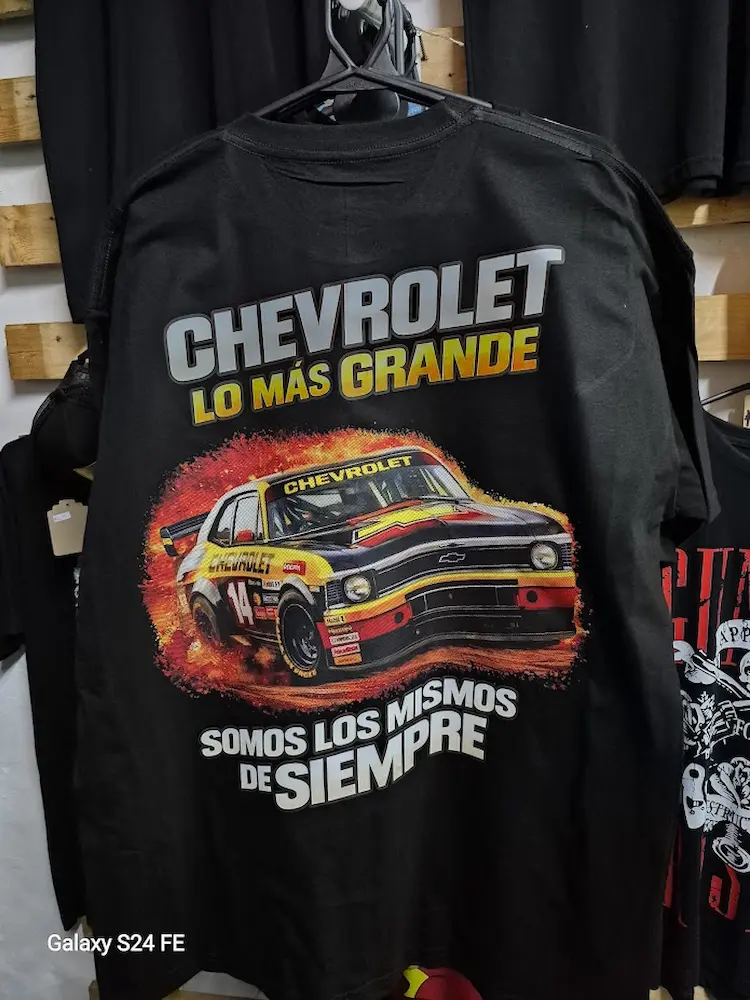 CHEVROLET
LO MÁS GRANDE
CHEVROLET
CHEVROLET
14
SOMOS LOS MISMOS
DE SIEMPRE
Galaxy S24 FE